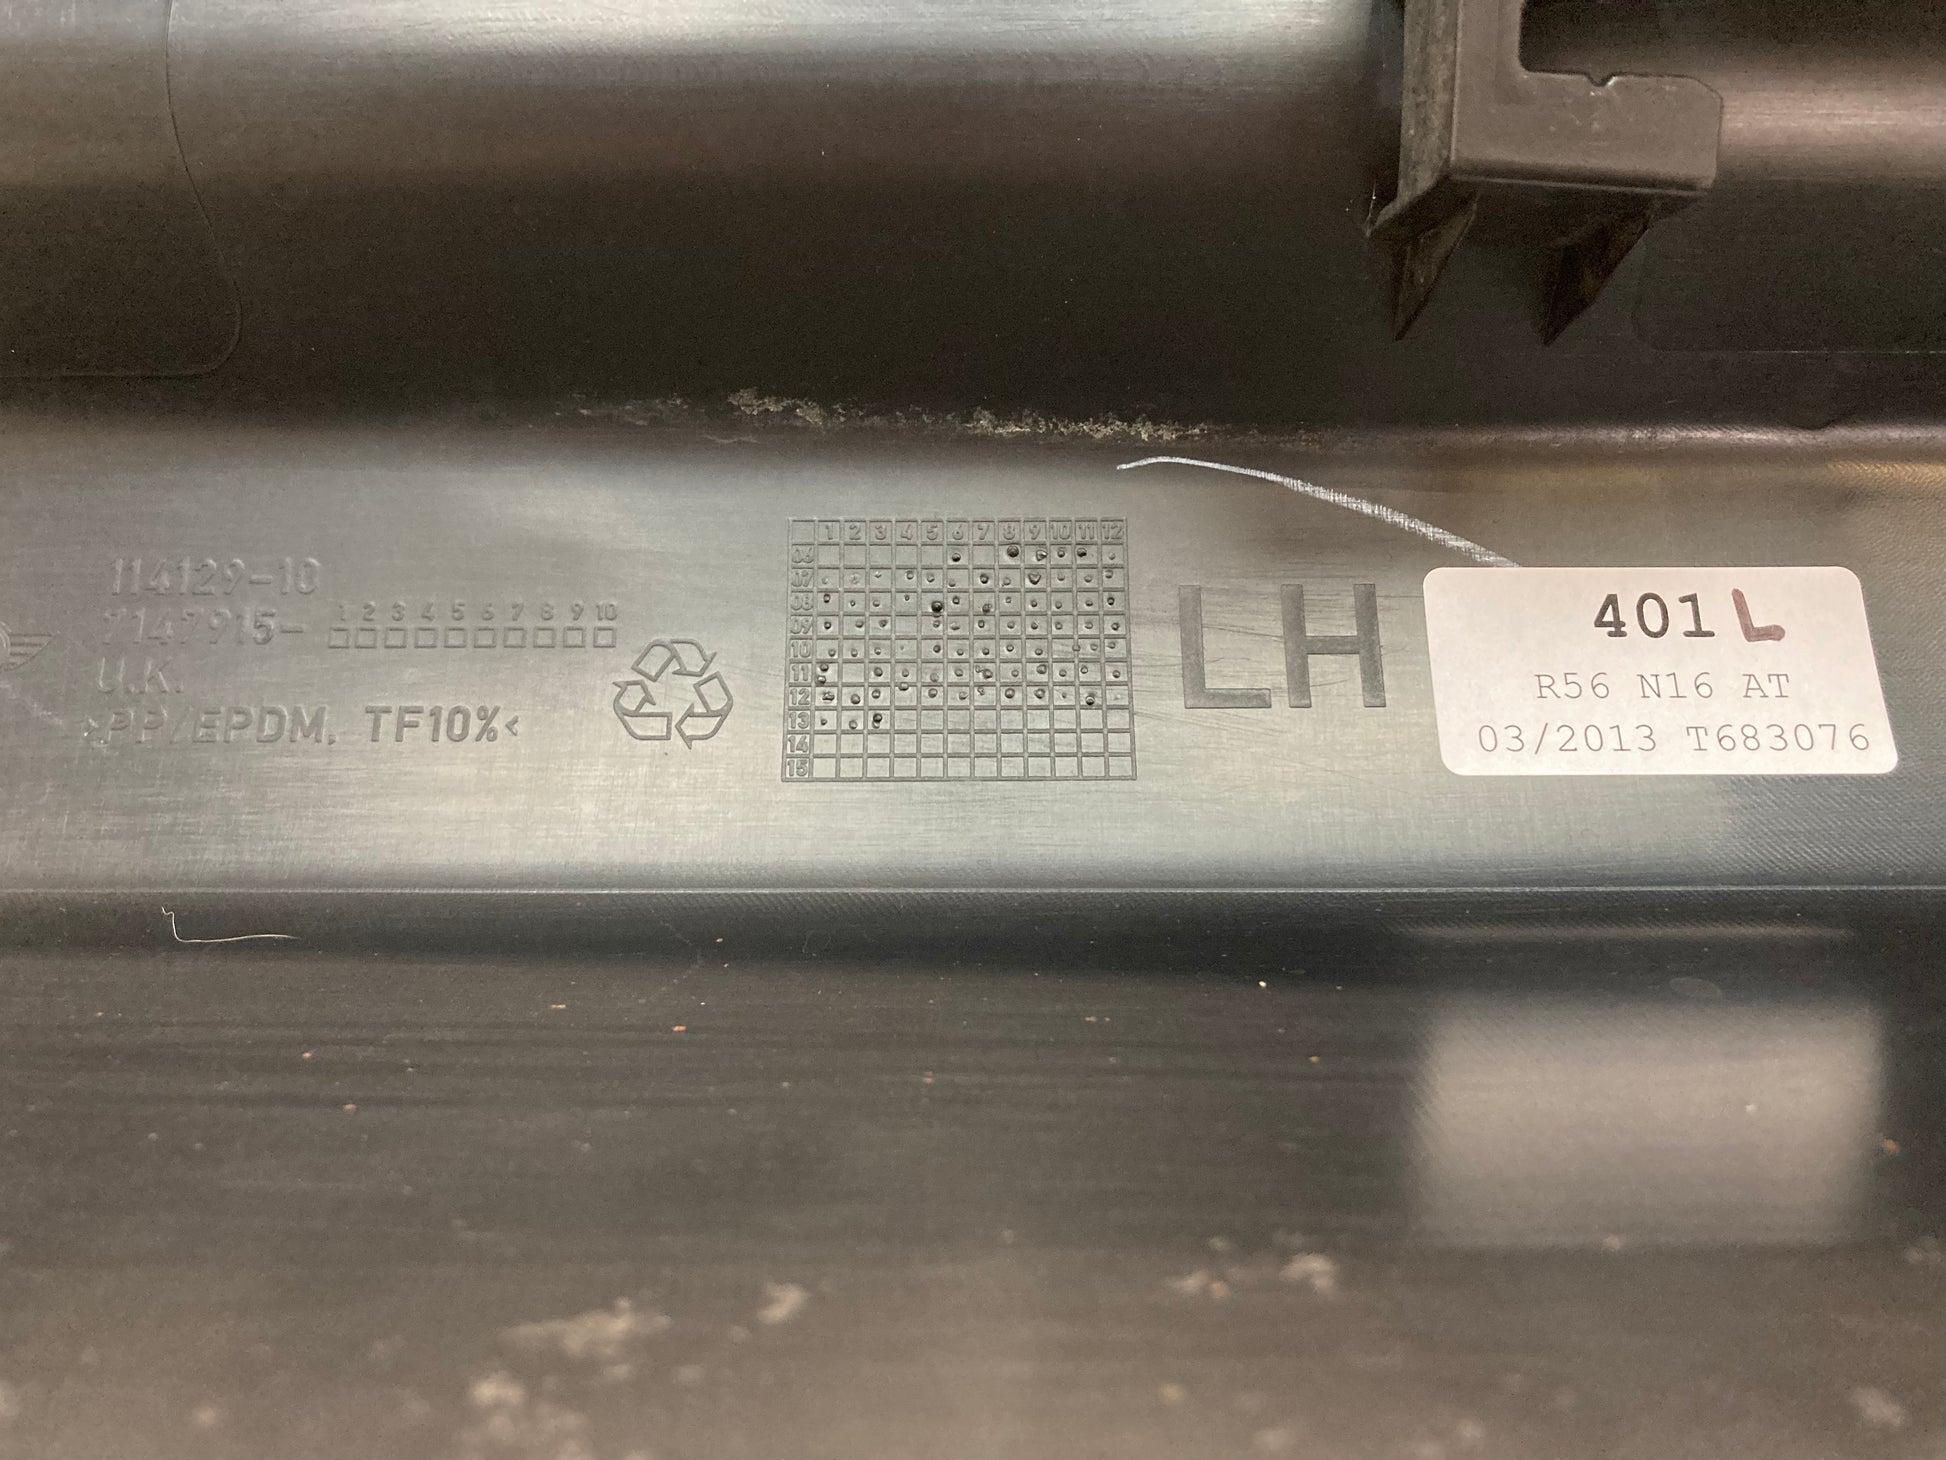 114129-10
7147915- 1 2 3 4 5 6 7 8 9 10
U.K.
>PP/EPDM, TF10%<
1 2 3 4 5 6 7 8 9 10 11 12
06
07
08
09
10
11
12
13
14
15
LH
401 L
R56 N16 AT
03/2013 T683076